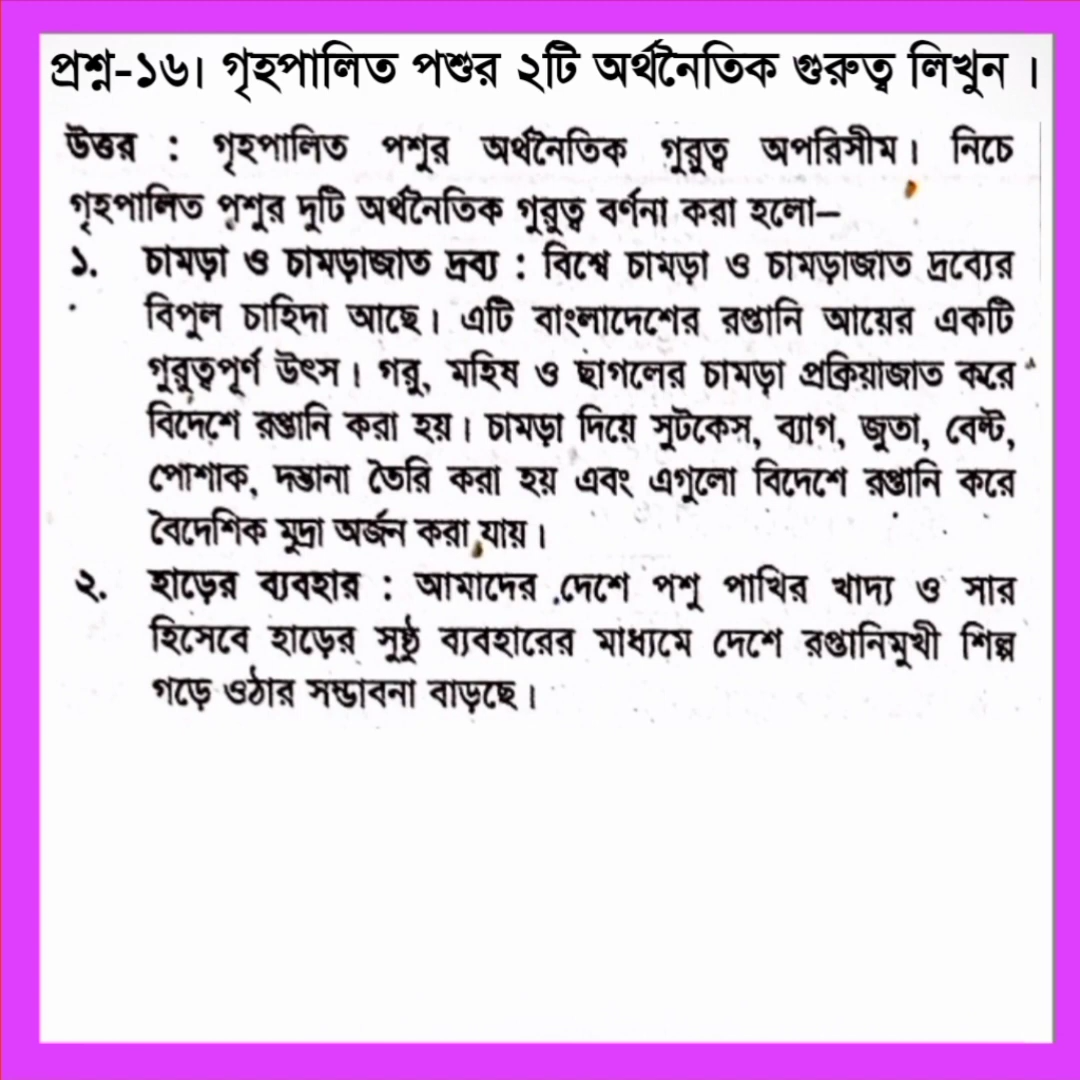 প্রশ্ন-১৬। গৃহপালিত পশুর ২টি অর্থনৈতিক গুরুত্ব লিখুন ।
উত্তর : গৃহপালিত পশুর অর্থনৈতিক গুরুত্ব অপরিসীম। নিচে
গৃহপালিত পশুর দুটি অর্থনৈতিক গুরুত্ব বর্ণনা করা হলো–
১. চামড়া ও চামড়াজাত দ্রব্য : বিশ্বে চামড়া ও চামড়াজাত দ্রব্যের
বিপুল চাহিদা আছে। এটি বাংলাদেশের রপ্তানি আয়ের একটি
গুরুত্বপূর্ণ উৎস। গরু, মহিষ ও ছাগলের চামড়া প্রক্রিয়াজাত করে
বিদেশে রপ্তানি করা হয়। চামড়া দিয়ে সুটকেস, ব্যাগ, জুতা, বেল্ট,
পোশাক, দস্তানা তৈরি করা হয় এবং এগুলো বিদেশে রপ্তানি করে
বৈদেশিক মুদ্রা অর্জন করা যায়।
২. হাড়ের ব্যবহার : আমাদের দেশে পশু পাখির খাদ্য ও সার
হিসেবে হাড়ের সুষ্ঠু ব্যবহারের মাধ্যমে দেশে রপ্তানিমুখী শিল্প
গড়ে ওঠার সম্ভাবনা বাড়ছে।